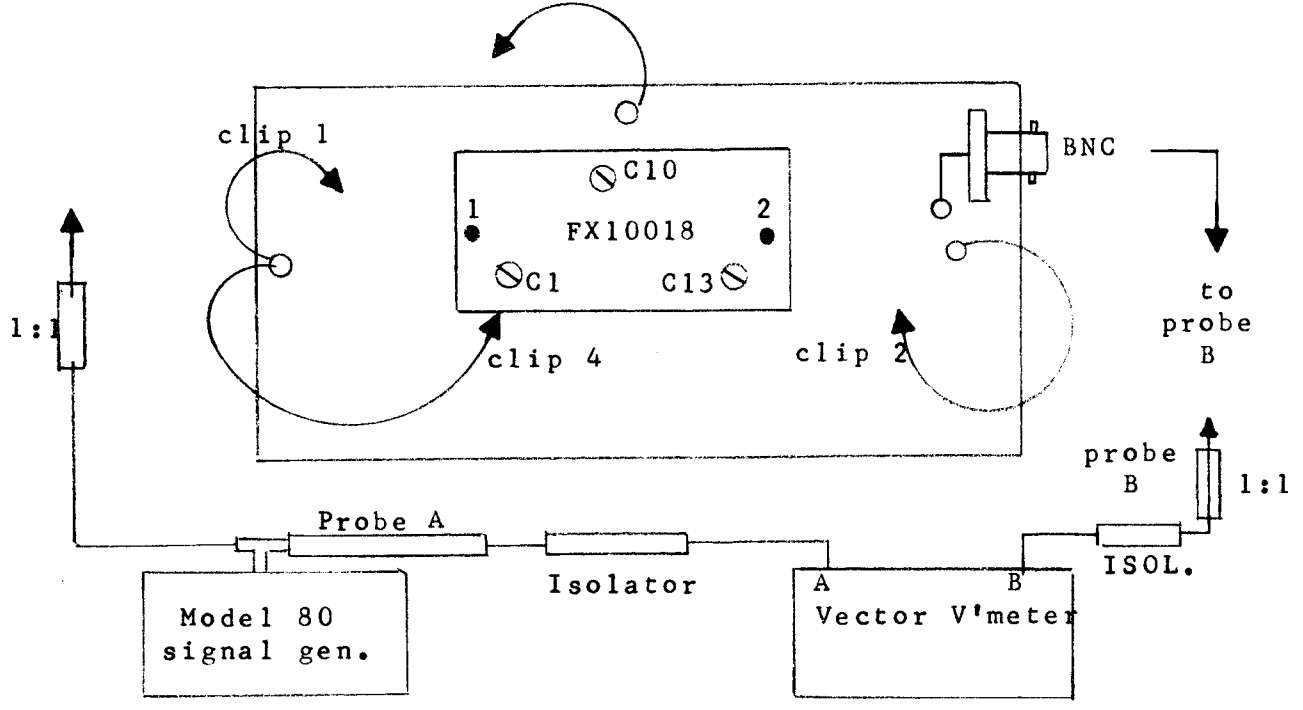 clip 1
BNC
C10
1
2
FX10018
C1
C13
1:1
clip 4
clip 2
to
probe
B
probe
B
1:1
Probe A
Isolator
ISOL.
A
B
Model 80
signal gen.
Vector V'meter